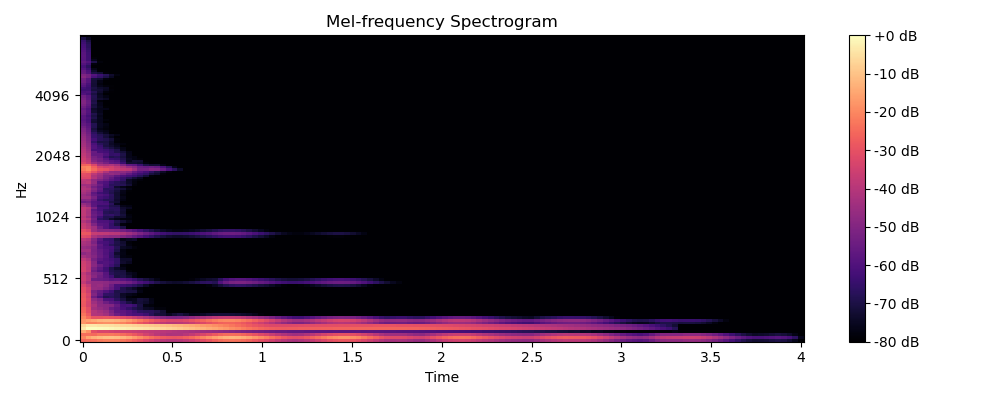 Mel-frequency Spectrogram
Hz
4096
2048
1024
512
0
0
0.5
1
1.5
2
2.5
3
3.5
4
Time
+0 dB
-10 dB
-20 dB
-30 dB
-40 dB
-50 dB
-60 dB
-70 dB
-80 dB